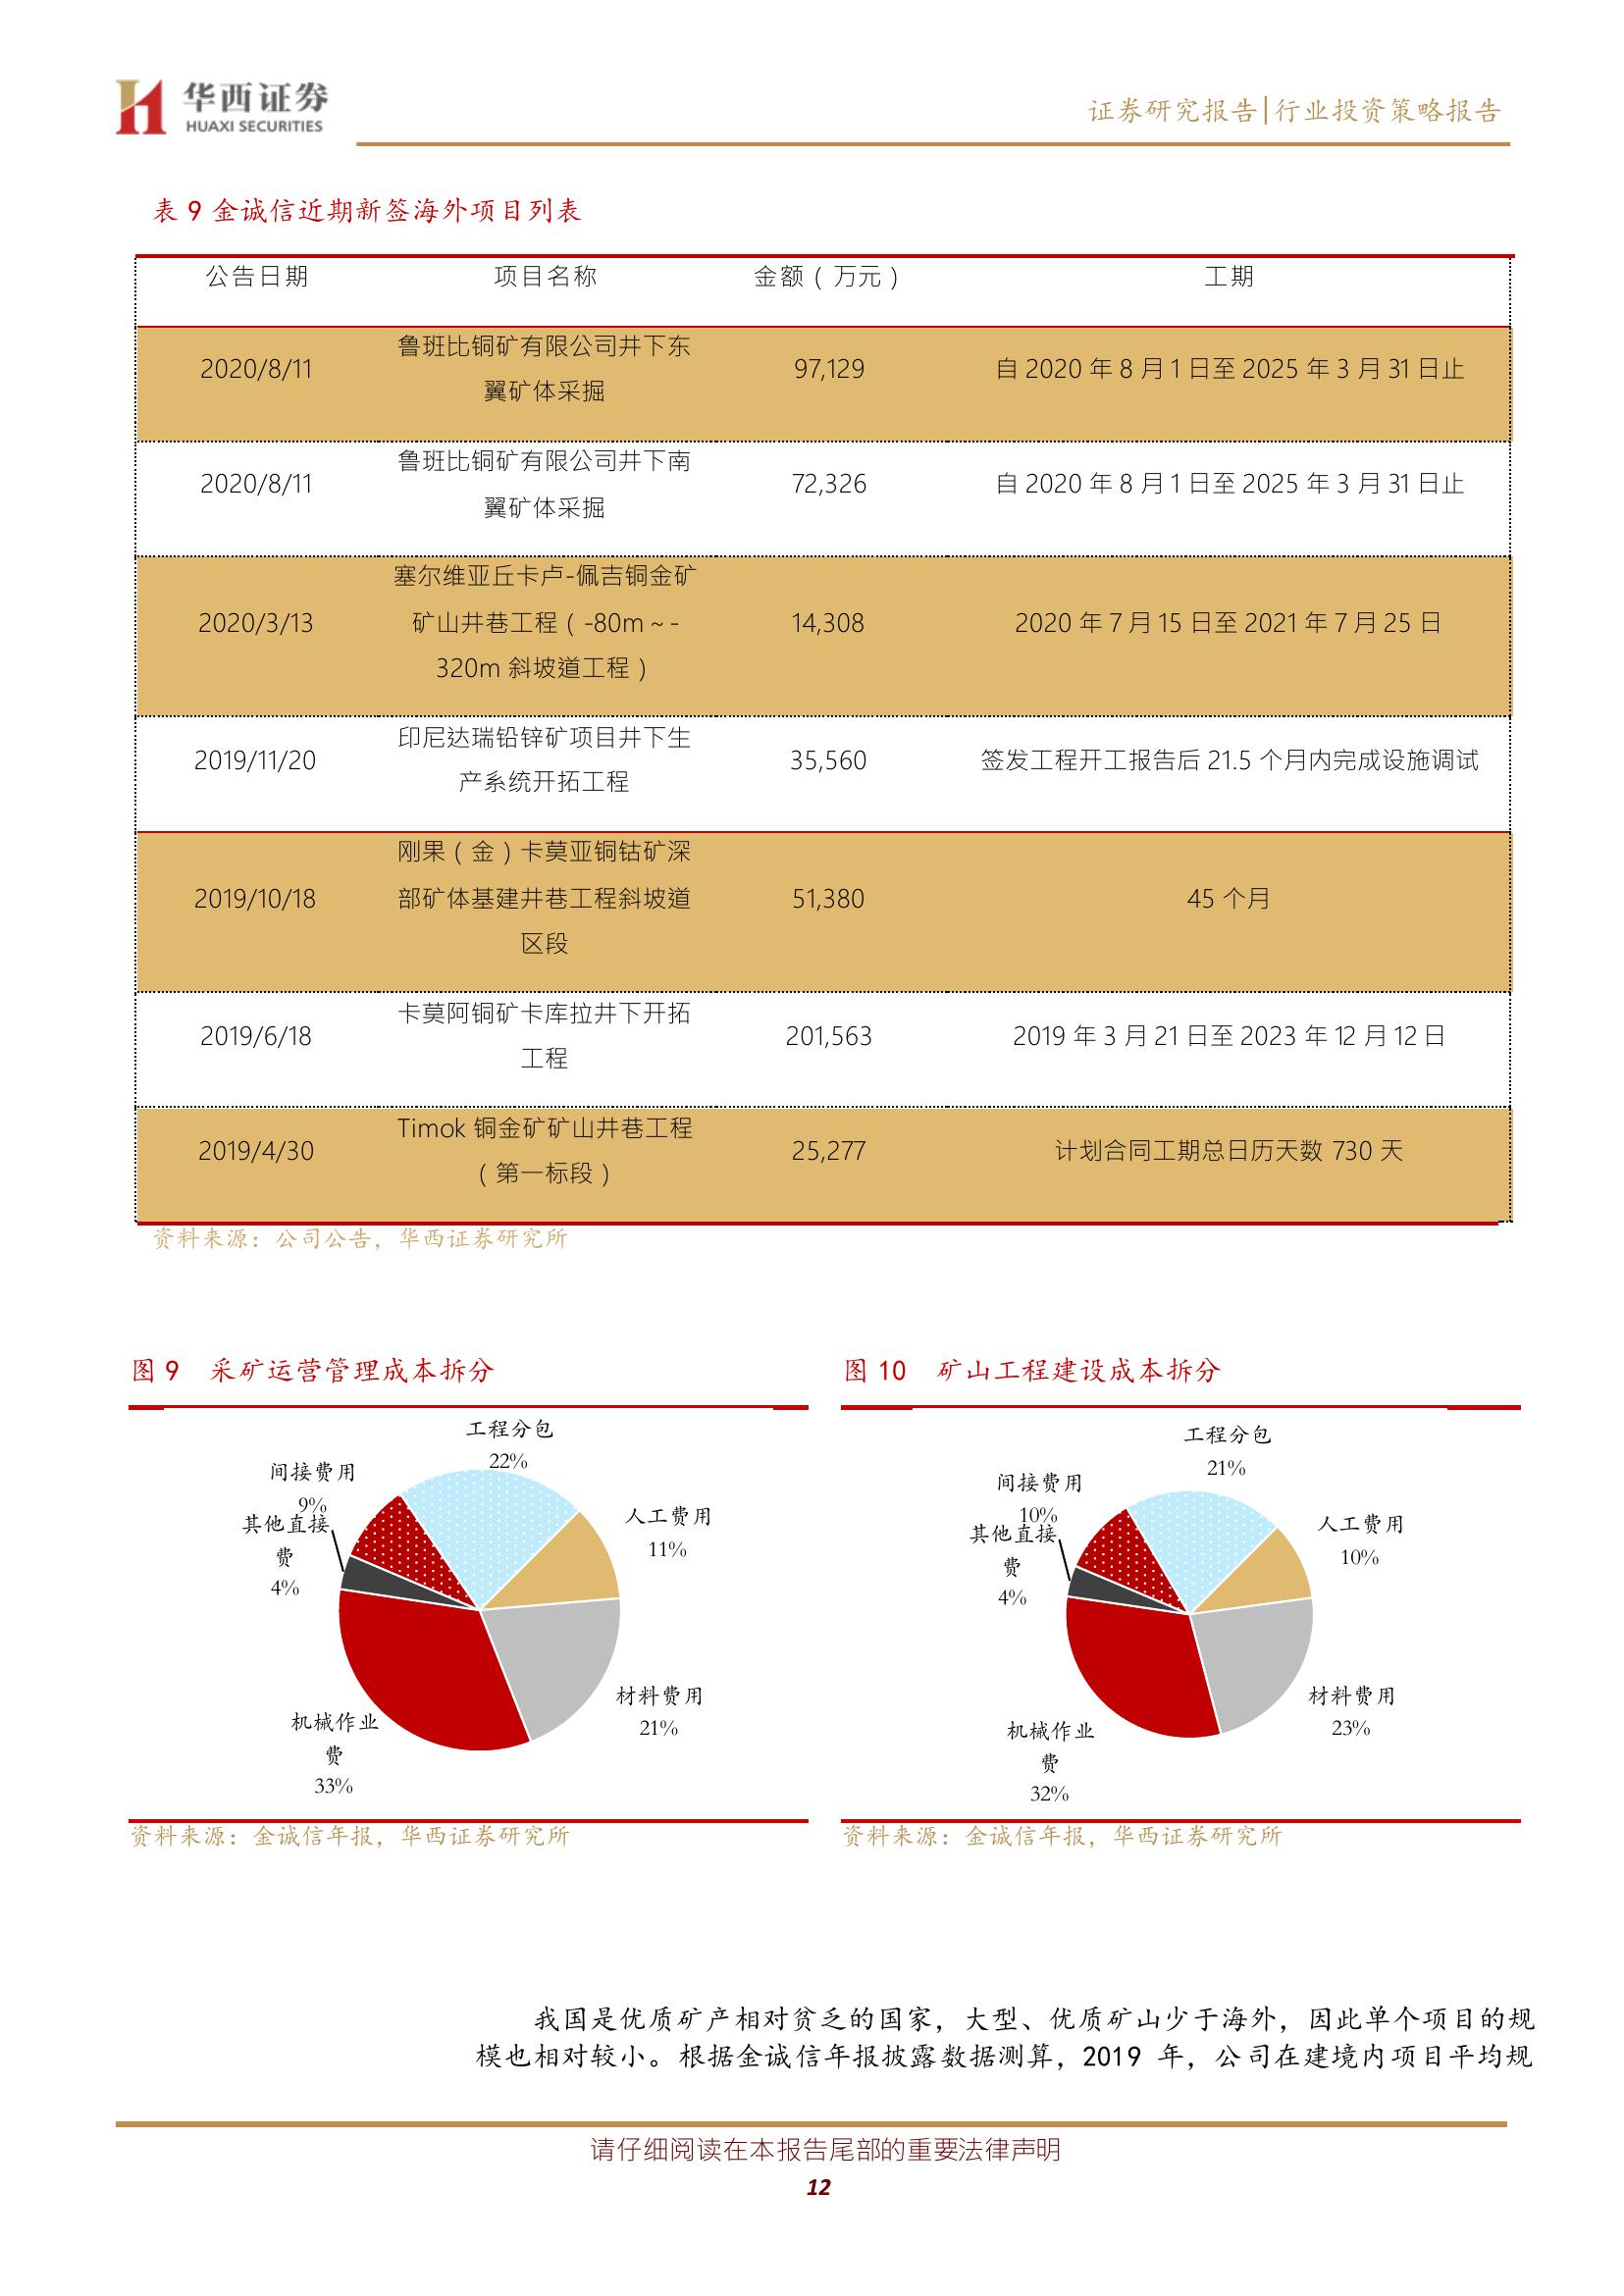 华西证券
HUAXI SECURITIES
证券研究报告|行业投资策略报告
表 9 金诚信近期新签海外项目列表
公告日期 项目名称 金额（万元） 工期
2020/8/11 鲁班比铜矿有限公司井下东 97,129 自 2020 年 8 月 1 日至 2025 年 3 月 31 日止
翼矿体采掘
2020/8/11 鲁班比铜矿有限公司井下南 72,326 自 2020 年 8 月 1 日至 2025 年 3 月 31 日止
翼矿体采掘
塞尔维亚丘卡卢-佩吉铜金矿
2020/3/13 矿山井巷工程（-80m～- 14,308 2020 年 7 月 15 日至 2021 年 7 月 25 日
320m 斜坡道工程）
2019/11/20 印尼达瑞铅锌矿项目井下生 35,560 签发工程开工报告后 21.5 个月内完成设施调试
产系统开拓工程
刚果（金）卡莫亚铜钴矿深
2019/10/18 部矿体基建井巷工程斜坡道 51,380 45 个月
区段
2019/6/18 卡莫阿铜矿卡库拉井下开拓 201,563 2019 年 3 月 21 日至 2023 年 12 月 12 日
工程
2019/4/30 Timok 铜金矿矿山井巷工程 25,277 计划合同工期总日历天数 730 天
（第一标段）
资料来源：公司公告，华西证券研究所
图 9 采矿运营管理成本拆分
工程分包
22%
人工费用
11%
材料费用
21%
机械作业
费
33%
其他直接
费
4%
间接费用
9%
资料来源：金诚信年报，华西证券研究所
图 10 矿山工程建设成本拆分
工程分包
21%
人工费用
10%
材料费用
23%
机械作业
费
32%
其他直接
费
4%
间接费用
10%
资料来源：金诚信年报，华西证券研究所
我国是优质矿产相对贫乏的国家，大型、优质矿山少于海外，因此单个项目的规
模也相对较小。根据金诚信年报披露数据测算，2019 年，公司在建境内项目平均规
请仔细阅读在本报告尾部的重要法律声明
12